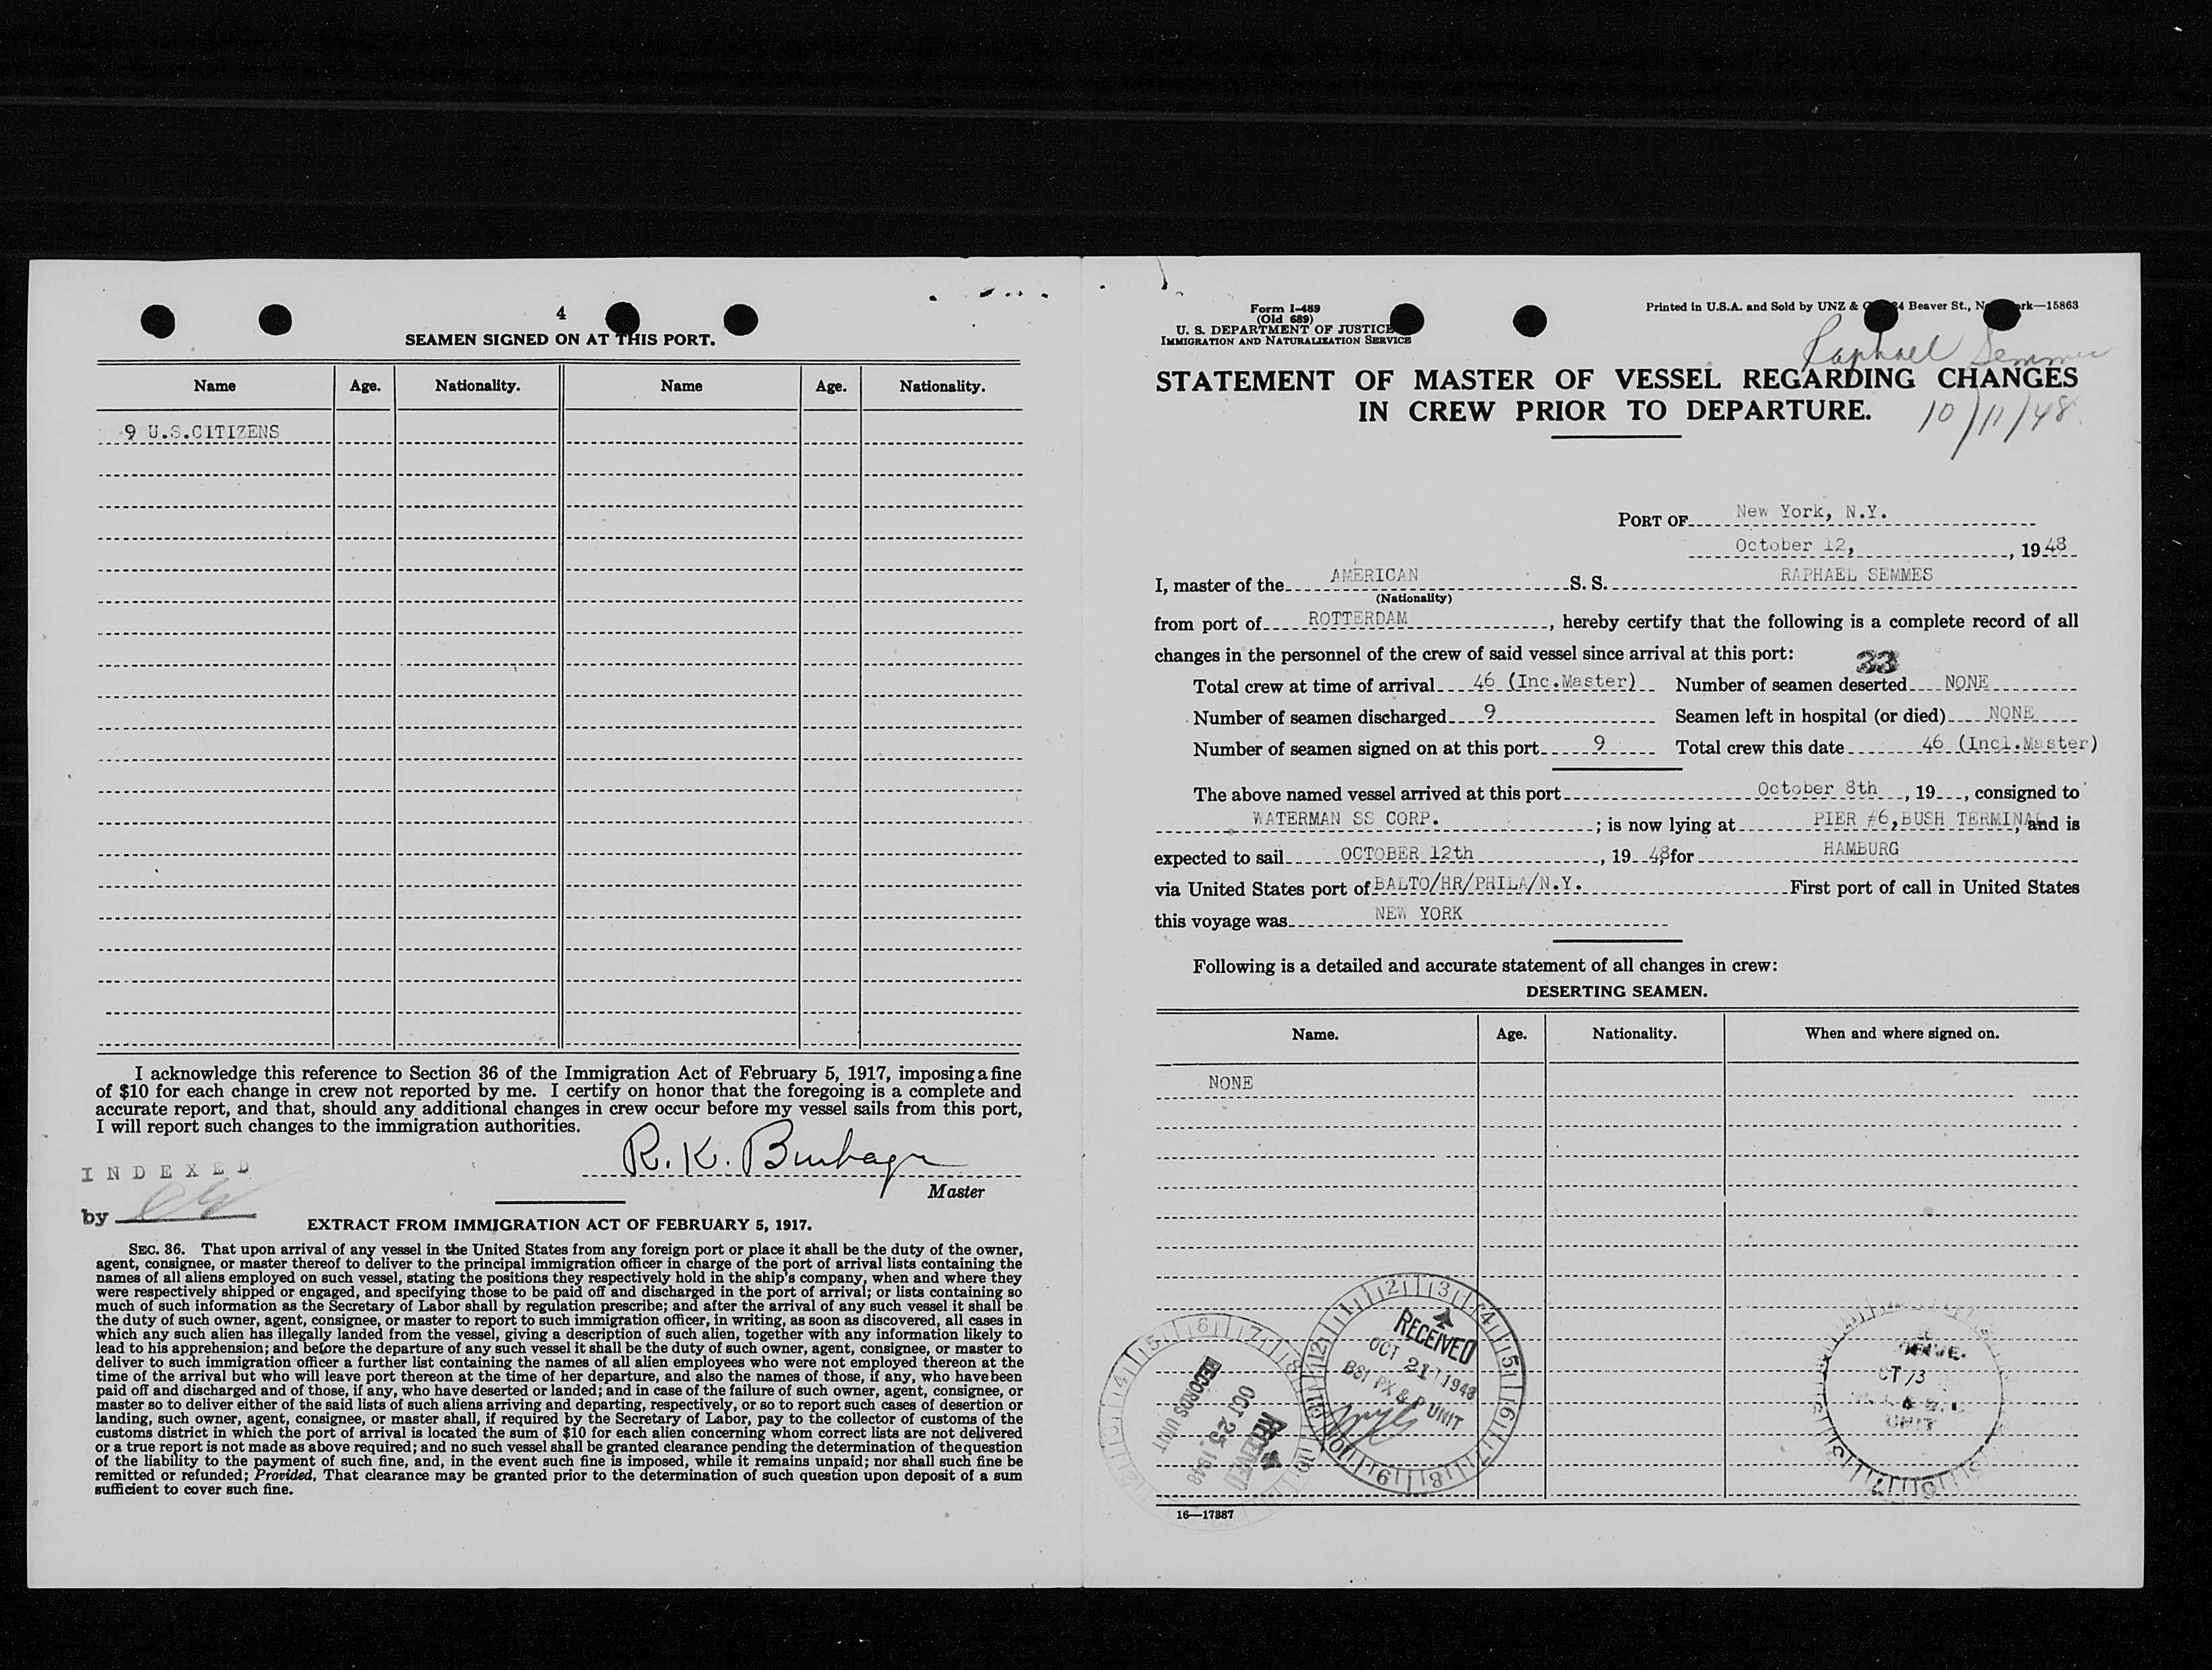 4
SEAMEN SIGNED ON AT THIS PORT.
Name Age. Nationality. Name Age. Nationality.
9 U.S.CITIZENS
I acknowledge this reference to Section 36 of the Immigration Act of February 5, 1917, imposing a fine
of $10 for each change in crew not reported by me. I certify on honor that the foregoing is a complete and
accurate report, and that, should any additional changes in crew occur before my vessel sails from this port,
I will report such changes to the immigration authorities.
R. K. Burbage
Master
INDEXED
by
EXTRACT FROM IMMIGRATION ACT OF FEBRUARY 5, 1917.
SEC. 36. That upon arrival of any vessel in the United States from any foreign port or place it shall be the duty of the owner,
agent, consignee, or master thereof to deliver to the principal immigration officer in charge of the port of arrival lists containing the
names of all aliens employed on such vessel, stating the positions they respectively hold in the ship's company, when and where they
were respectively shipped or engaged, and specifying those to be paid off and discharged in the port of arrival; or lists containing so
much of such information as the Secretary of Labor shall by regulation prescribe; and after the arrival of any such vessel it shall be
the duty of such owner, agent, consignee, or master to report to such immigration officer, in writing, as soon as discovered, all cases in
which any such alien has illegally landed from the vessel, giving a description of such alien, together with any information likely to
lead to his apprehension; and before the departure of any such vessel it shall be the duty of such owner, agent, consignee, or master to
deliver to such immigration officer a further list containing the names of all alien employees who were not employed thereon at the
time of the arrival but who will leave port thereon at the time of her departure, and also the names of those, if any, who have been
paid off and discharged and of those, if any, who have deserted or landed; and in case of the failure of such owner, agent, consignee, or
master so to deliver either of the said lists of such aliens arriving and departing, respectively, or so to report such cases of desertion or
landing, such owner, agent, consignee, or master shall, if required by the Secretary of Labor, pay to the collector of customs of the
customs district in which the port of arrival is located the sum of $10 for each alien concerning whom correct lists are not delivered
or a true report is not made as above required; and no such vessel shall be granted clearance pending the determination of the question
of the liability to the payment of such fine, and, in the event such fine is imposed, while it remains unpaid; nor shall such fine be
remitted or refunded; Provided, That clearance may be granted prior to the determination of such question upon deposit of a sum
sufficient to cover such fine.
Form I-489
(Old 689)
U. S. DEPARTMENT OF JUSTICE
IMMIGRATION AND NATURALIZATION SERVICE
Printed in U.S.A. and Sold by UNZ & 24 Beaver St., 15863
Raphael Semmes
STATEMENT OF MASTER OF VESSEL REGARDING CHANGES
IN CREW PRIOR TO DEPARTURE.
10/11/48
PORT OF New York, N.Y.
October 12, , 1948
I, master of the AMERICAN S. S. RAPHAEL SEMMES
(Nationality)
from port of ROTTERDAM , hereby certify that the following is a complete record of all
changes in the personnel of the crew of said vessel since arrival at this port:
33
Total crew at time of arrival 46 (Inc.Master) Number of seamen deserted NONE
Number of seamen discharged 9 Seamen left in hospital (or died) NONE
Number of seamen signed on at this port 9 Total crew this date 46 (Incl.Master)
The above named vessel arrived at this port October 8th , 19 , consigned to
WATERMAN SS CORP. ; is now lying at PIER #6,BUSH TERMINAL, and is
expected to sail OCTOBER 12th , 19 48, for HAMBURG
via United States port of BALTO/HR/PHILA/N.Y. First port of call in United States
this voyage was NEW YORK
Following is a detailed and accurate statement of all changes in crew:
DESERTING SEAMEN.
Name. Age. Nationality. When and where signed on.
NONE
RECEIVED
OCT 21 1948
BSI PX & P UNIT
RECEIVED
OCT 25 1948
RECORDS UNIT
UNIT
16—17887